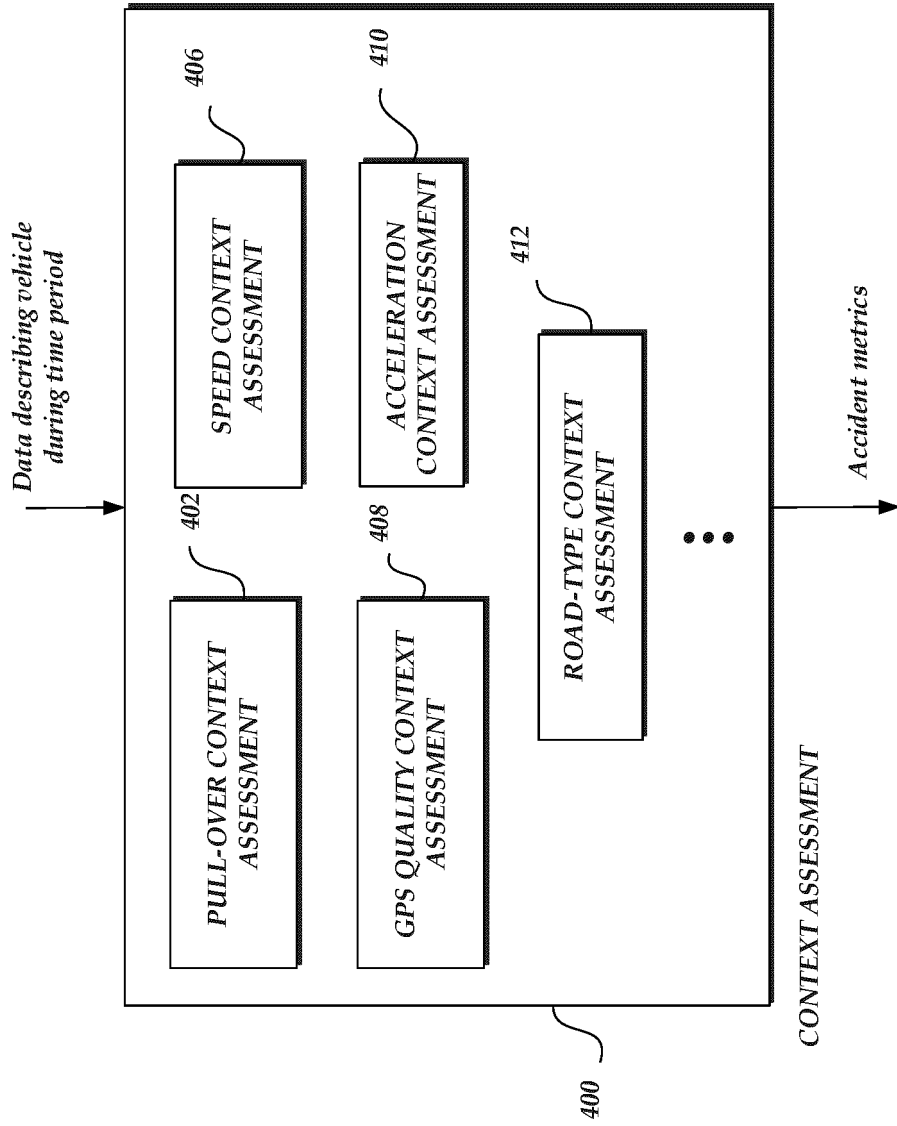 Data describing vehicle
during time period
402
PULL-OVER CONTEXT
ASSESSMENT
406
SPEED CONTEXT
ASSESSMENT
408
GPS QUALITY CONTEXT
ASSESSMENT
410
ACCELERATION
CONTEXT ASSESSMENT
412
ROAD-TYPE CONTEXT
ASSESSMENT
400
CONTEXT ASSESSMENT
Accident metrics